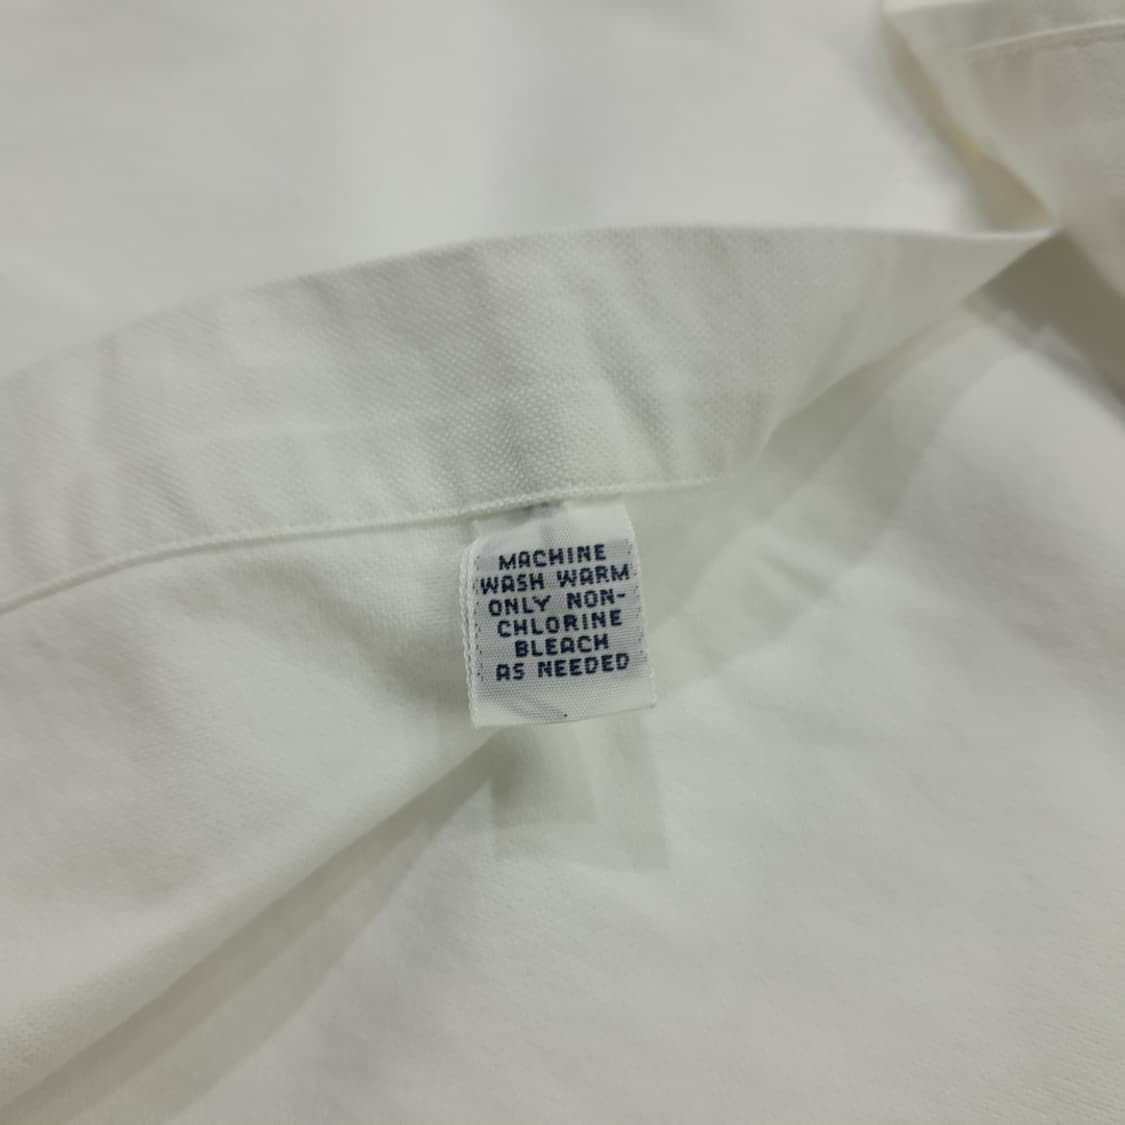 MACHINE
WASH WARM
ONLY NON-
CHLORINE
BLEACH
AS NEEDED